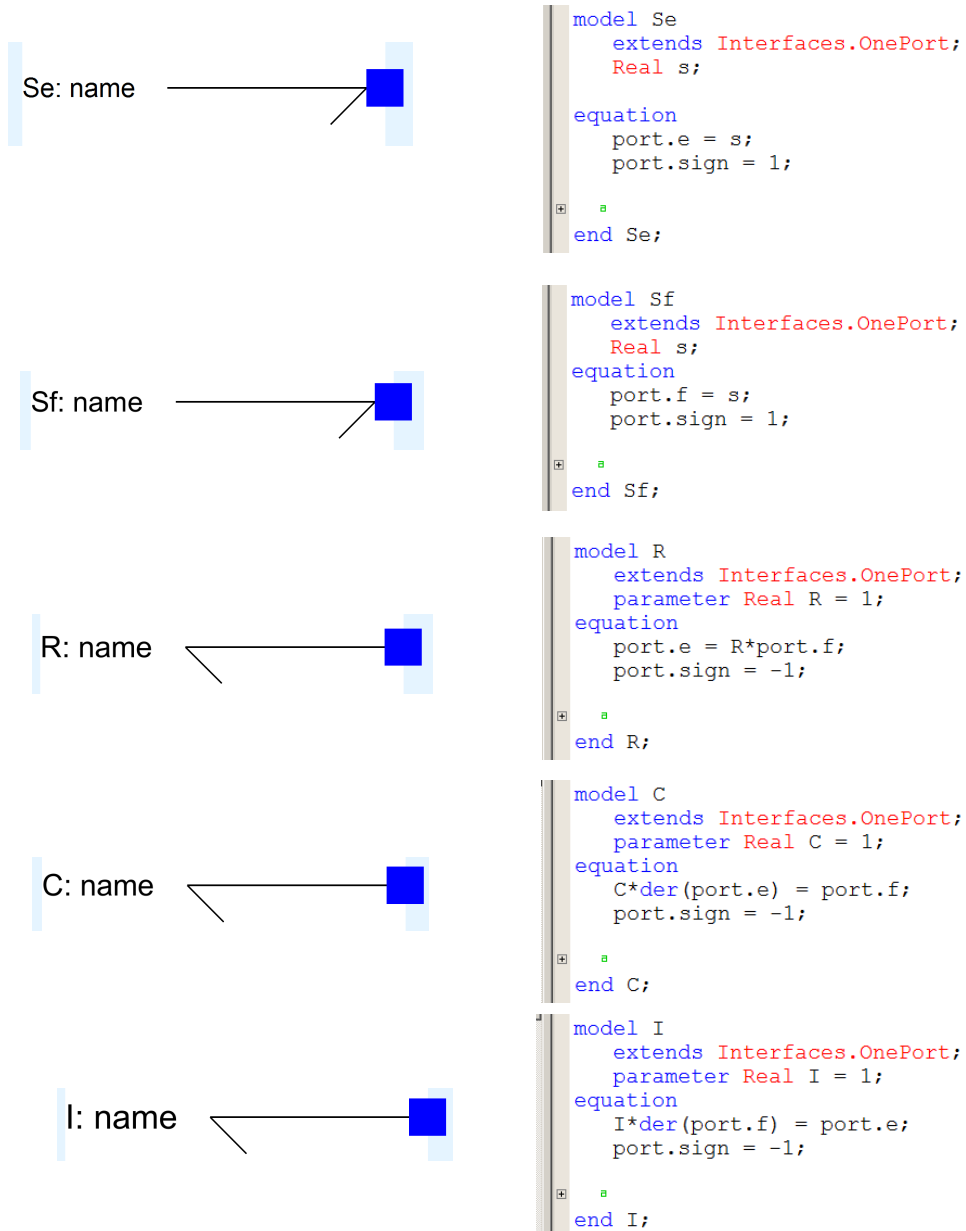 Se: name
model Se
extends Interfaces.OnePort;
Real s;
equation
port.e = s;
port.sign = 1;
a
end Se;
Sf: name
model Sf
extends Interfaces.OnePort;
Real s;
equation
port.f = s;
port.sign = 1;
a
end Sf;
R: name
model R
extends Interfaces.OnePort;
parameter Real R = 1;
equation
port.e = R*port.f;
port.sign = -1;
a
end R;
C: name
model C
extends Interfaces.OnePort;
parameter Real C = 1;
equation
C*der(port.e) = port.f;
port.sign = -1;
a
end C;
I: name
model I
extends Interfaces.OnePort;
parameter Real I = 1;
equation
I*der(port.f) = port.e;
port.sign = -1;
a
end I;